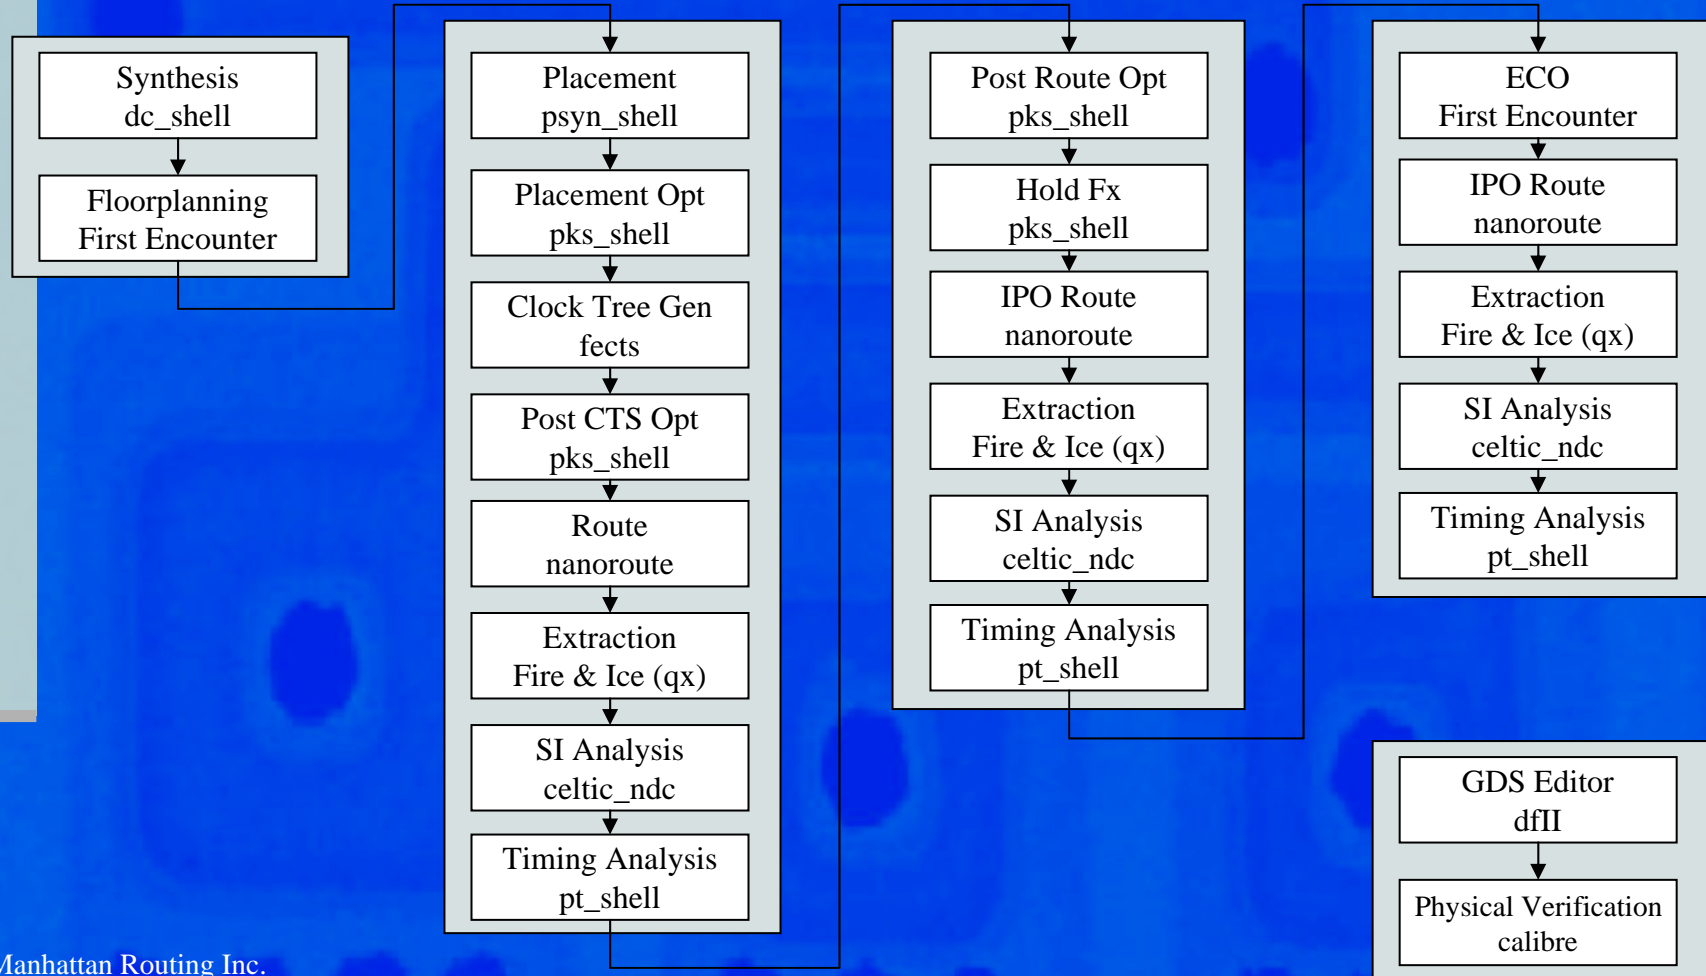 Synthesis
dc_shell
Floorplanning
First Encounter
Placement
psyn_shell
Placement Opt
pks_shell
Clock Tree Gen
fects
Post CTS Opt
pks_shell
Route
nanoroute
Extraction
Fire & Ice (qx)
SI Analysis
celtic_ndc
Timing Analysis
pt_shell
Post Route Opt
pks_shell
Hold Fx
pks_shell
IPO Route
nanoroute
Extraction
Fire & Ice (qx)
SI Analysis
celtic_ndc
Timing Analysis
pt_shell
ECO
First Encounter
IPO Route
nanoroute
Extraction
Fire & Ice (qx)
SI Analysis
celtic_ndc
Timing Analysis
pt_shell
GDS Editor
dfII
Physical Verification
calibre
Manhattan Routing Inc.